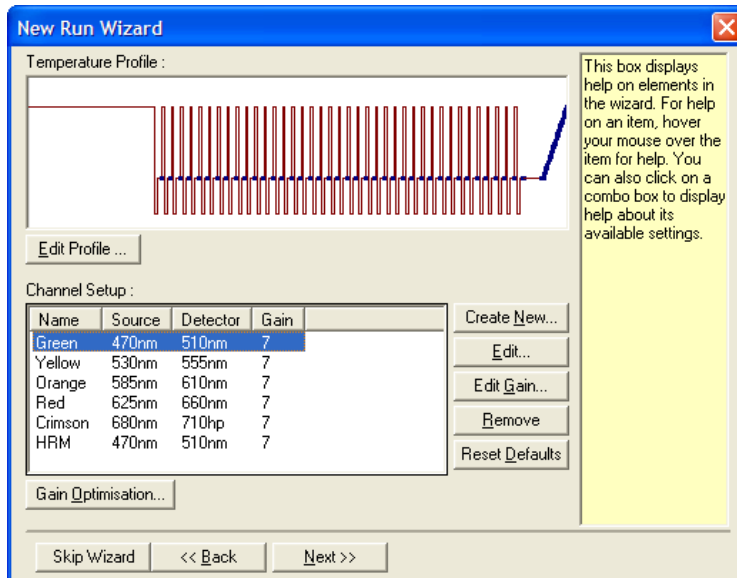 New Run Wizard
Temperature Profile :
Edit Profile ...
Channel Setup :
Name Source Detector Gain
Green 470nm 510nm 7
Yellow 530nm 555nm 7
Orange 585nm 610nm 7
Red 625nm 660nm 7
Crimson 680nm 710hp 7
HRM 470nm 510nm 7
Create New...
Edit...
Edit Gain...
Remove
Reset Defaults
Gain Optimisation...
This box displays
help on elements in
the wizard. For help
on an item, hover
your mouse over the
item for help. You
can also click on a
combo box to display
help about its
available settings.
Skip Wizard << Back Next >>